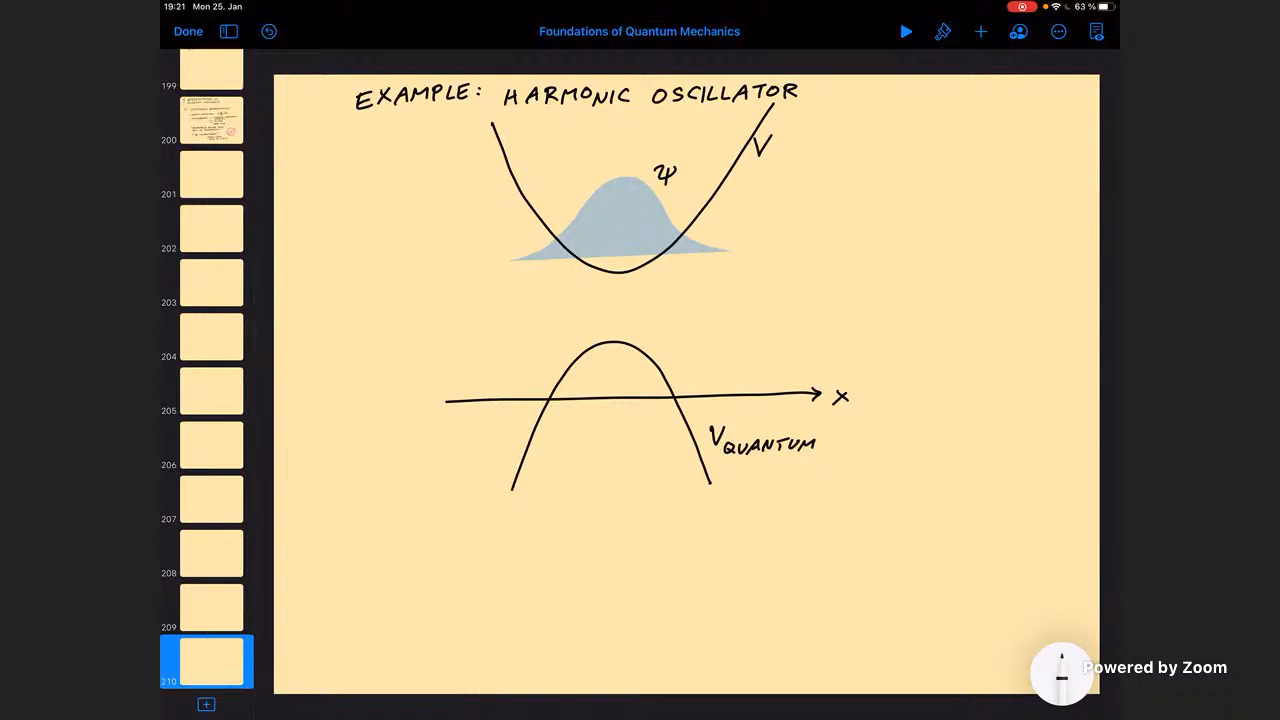 19:21 Mon 25. Jan
63 %
Done
Foundations of Quantum Mechanics
199
200
201
202
203
204
205
206
207
208
209
210
EXAMPLE: HARMONIC OSCILLATOR
V
ψ
x
V QUANTUM
Powered by Zoom